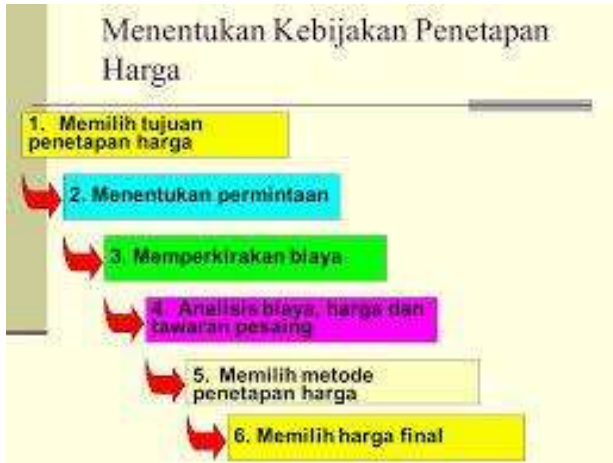 Menentukan Kebijakan Penetapan
Harga
1. Memilih tujuan
penetapan harga
2. Menentukan permintaan
3. Memperkirakan biaya
4. Analisis biaya, harga dan
tawaran pesaing
5. Memilih metode
penetapan harga
6. Memilih harga final